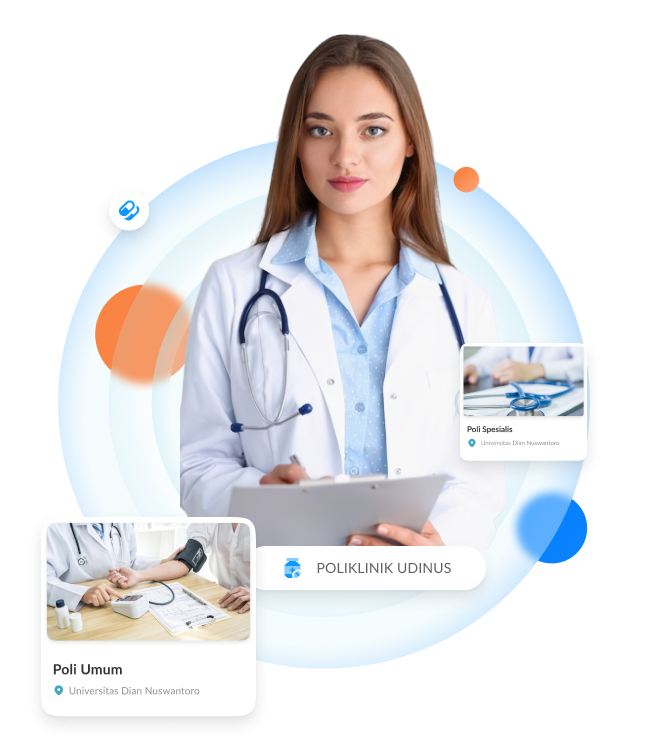 Poli Spesialis
Universitas Dian Nuswantoro
POLIKLINIK UDINUS
Poli Umum
Universitas Dian Nuswantoro